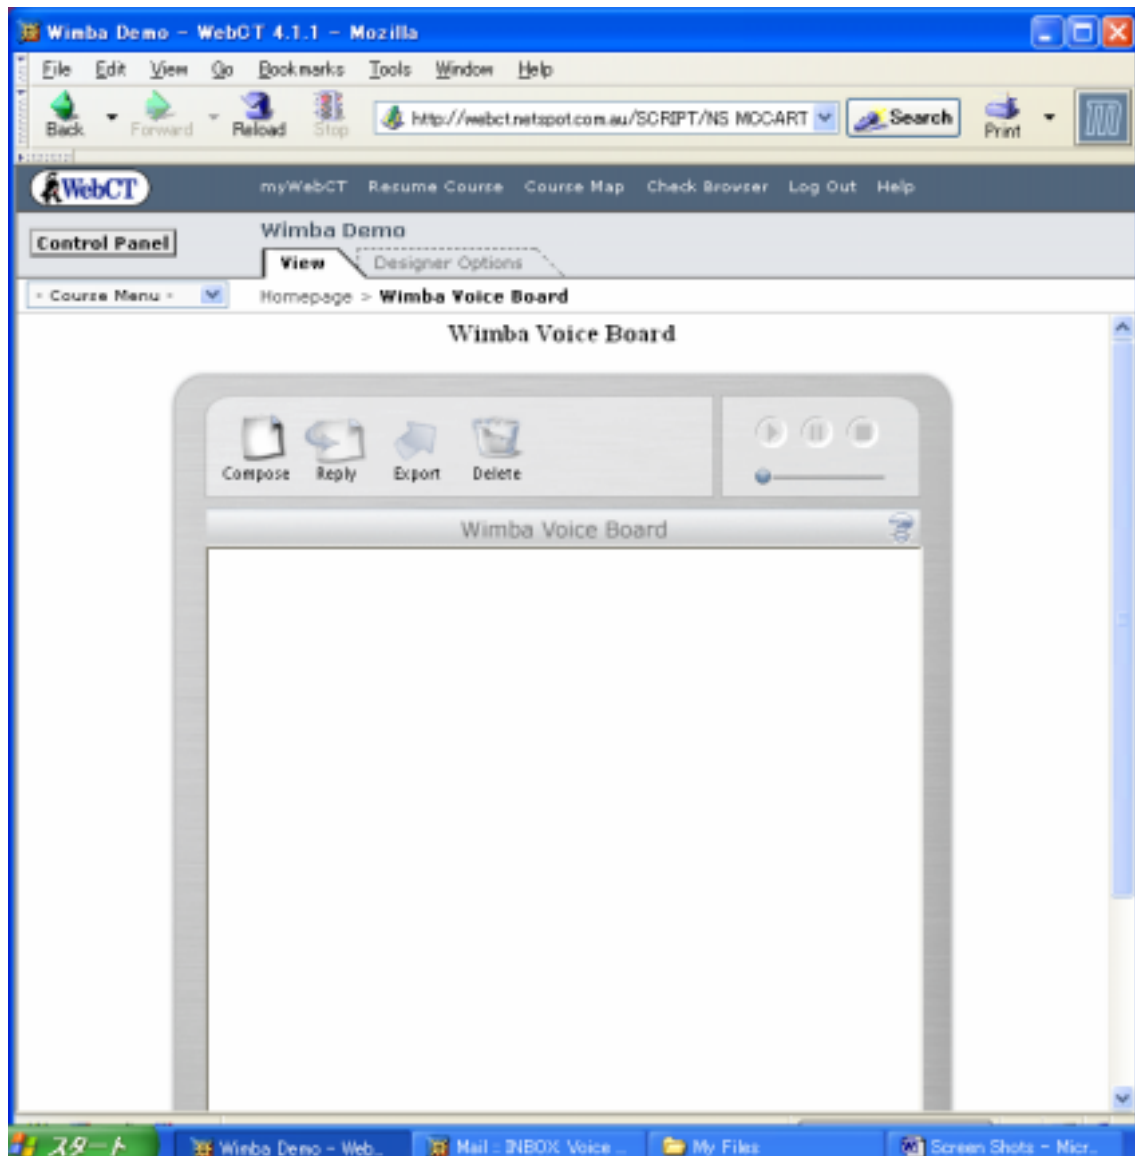 Wimba Demo - WebCT 4.1.1 - Mozilla
File Edit View Go Bookmarks Tools Window Help
Back Forward Reload Stop http://webct.netspot.com.au/SCRIPT/NS MCCART Search Print
WebCT myWebCT Resume Course Course Map Check Browser Log Out Help
Control Panel Wimba Demo
View Designer Options
- Course Menu - Homepage > Wimba Voice Board
Wimba Voice Board
Compose Reply Export Delete
Wimba Voice Board
スタート Wimba Demo - Web... Mail :: INBOX Voice ... My Files Screen Shots - Micr...